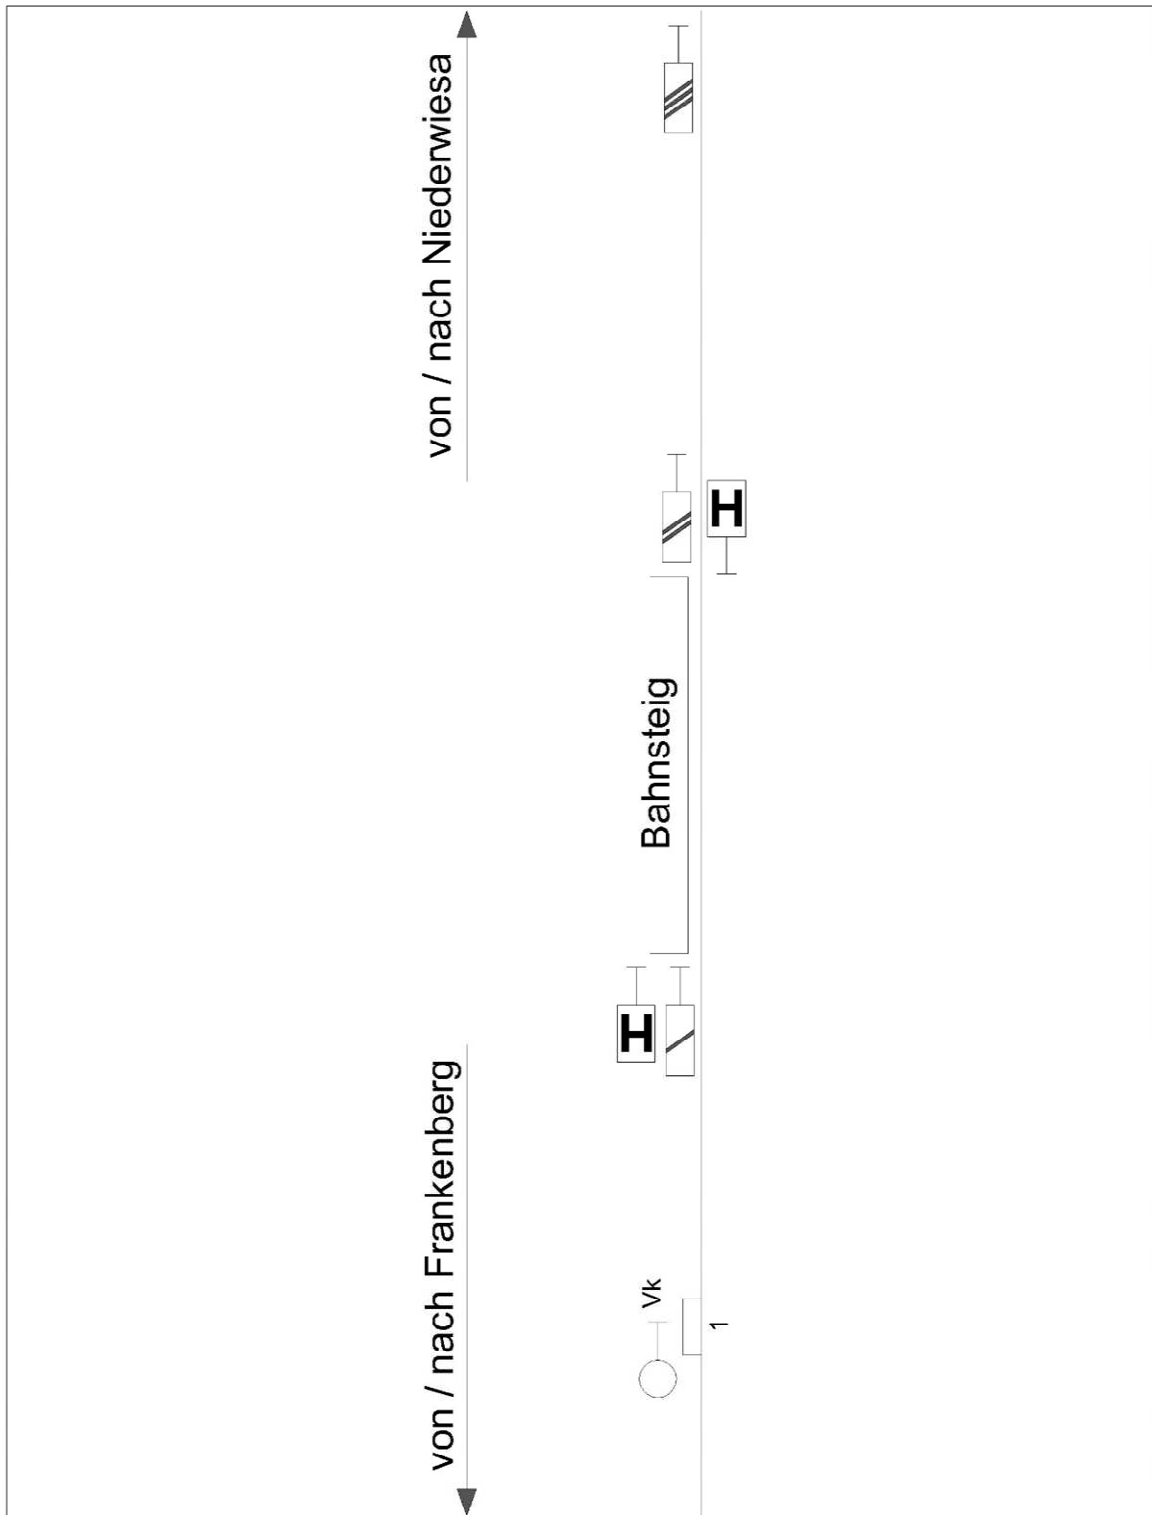 von / nach Frankenberg
von / nach Niederwiesa
H
Bahnsteig
H
Vk
1